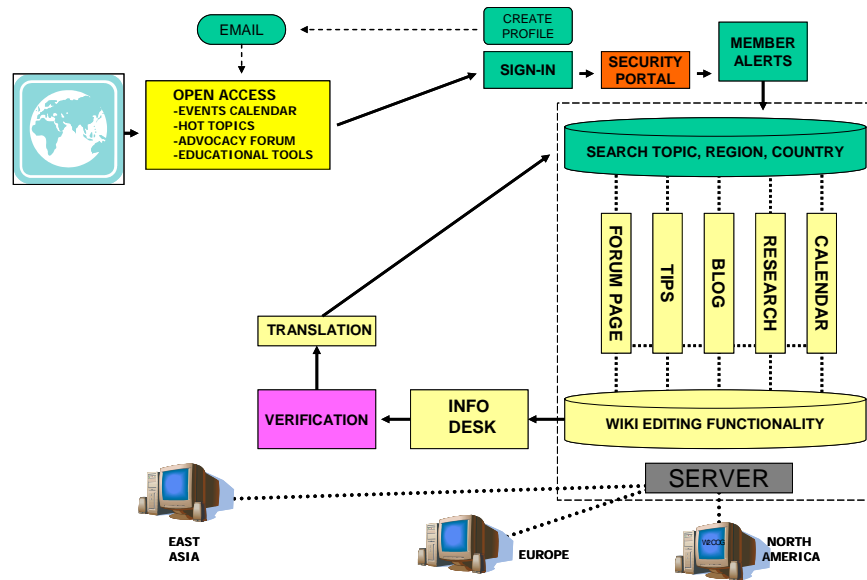 CREATE
PROFILE
EMAIL
MEMBER
ALERTS
SIGN-IN
SECURITY
PORTAL
OPEN ACCESS
-EVENTS CALENDAR
-HOT TOPICS
-ADVOCACY FORUM
-EDUCATIONAL TOOLS
SEARCH TOPIC, REGION, COUNTRY
FORUM PAGE
TIPS
BLOG
RESEARCH
CALENDAR
TRANSLATION
VERIFICATION
INFO
DESK
WIKI EDITING FUNCTIONALITY
SERVER
EAST
ASIA
EUROPE
NORTH
AMERICA